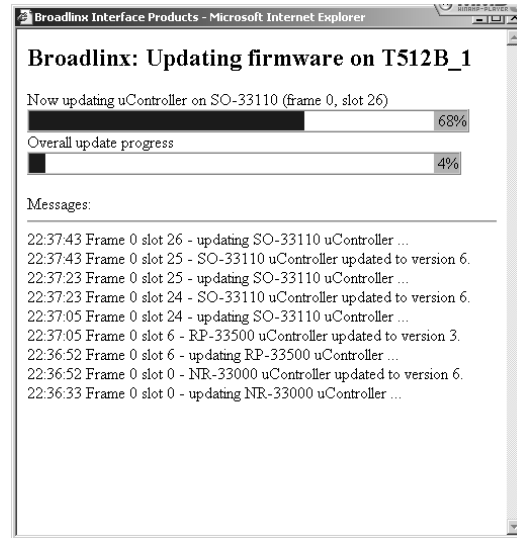 Broadlinx Interface Products - Microsoft Internet Explorer
Broadlinx: Updating firmware on T512B_1
Now updating uController on SO-33110 (frame 0, slot 26)
68%
Overall update progress
4%
Messages:
22:37:43 Frame 0 slot 26 - updating SO-33110 uController ...
22:37:43 Frame 0 slot 25 - SO-33110 uController updated to version 6.
22:37:23 Frame 0 slot 25 - updating SO-33110 uController ...
22:37:23 Frame 0 slot 24 - SO-33110 uController updated to version 6.
22:37:05 Frame 0 slot 24 - updating SO-33110 uController ...
22:37:05 Frame 0 slot 6 - RP-33500 uController updated to version 3.
22:36:52 Frame 0 slot 6 - updating RP-33500 uController ...
22:36:52 Frame 0 slot 0 - NR-33000 uController updated to version 6.
22:36:33 Frame 0 slot 0 - updating NR-33000 uController ...